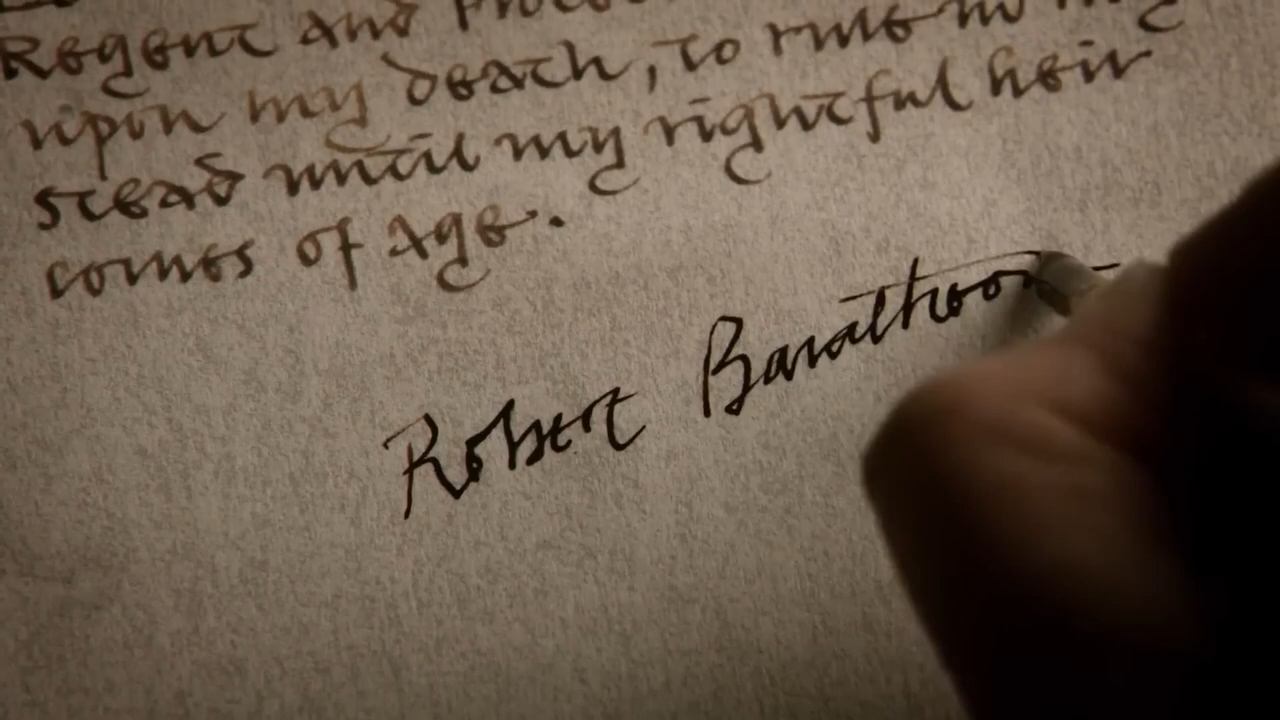 Regent and
upon my death, to rule in my
stead until my rightful heir
comes of age.
Robert Baratheon